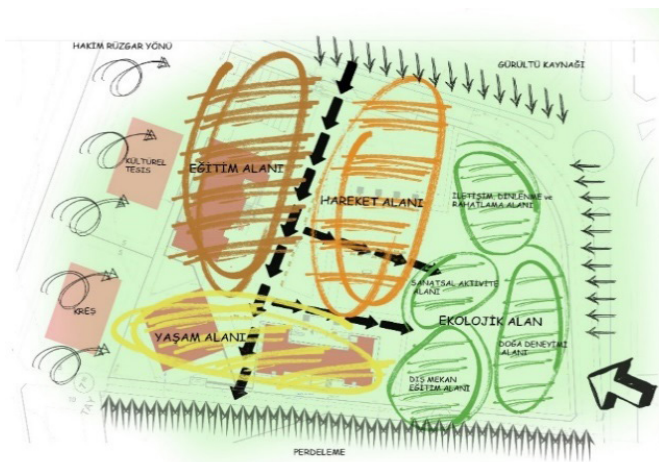 HAKİM RÜZGAR YÖNÜ
GÜRÜLTÜ KAYNAĞI
KÜLTÜREL
TESİS
EĞİTİM ALANI
HAREKET ALANI
İLETİŞİM, DİNLENME ve
RAHATLAMA ALANI
SANATSAL AKTİVİTE
ALANI
KREŞ
YAŞAM ALANI
EKOLOJİK ALAN
DOĞA DENEYİMİ
ALANI
DIŞ MEKAN
EĞİTİM ALANI
PERDELEME